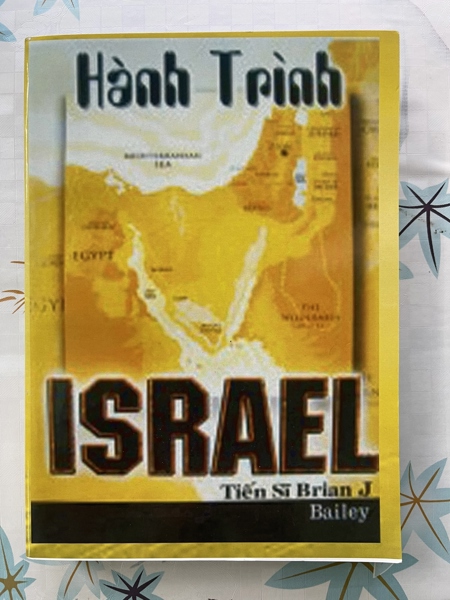 Hành Trình
MEDITERRANEAN
SEA
EGYPT
THE
WILDERNESS
ISRAEL
Tiến Sĩ Brian J
Bailey